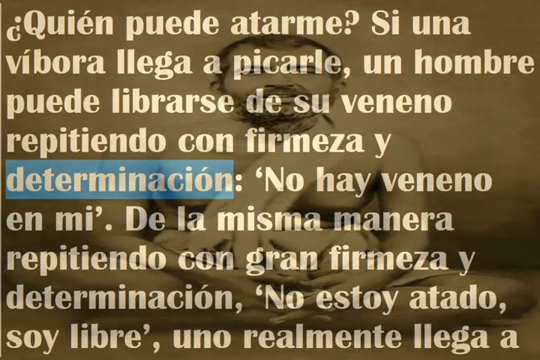 ¿Quién puede atarme? Si una
víbora llega a picarle, un hombre
puede librarse de su veneno
repitiendo con firmeza y
determinación: ‘No hay veneno
en mi’. De la misma manera
repitiendo con gran firmeza y
determinación, ‘No estoy atado,
soy libre’, uno realmente llega a